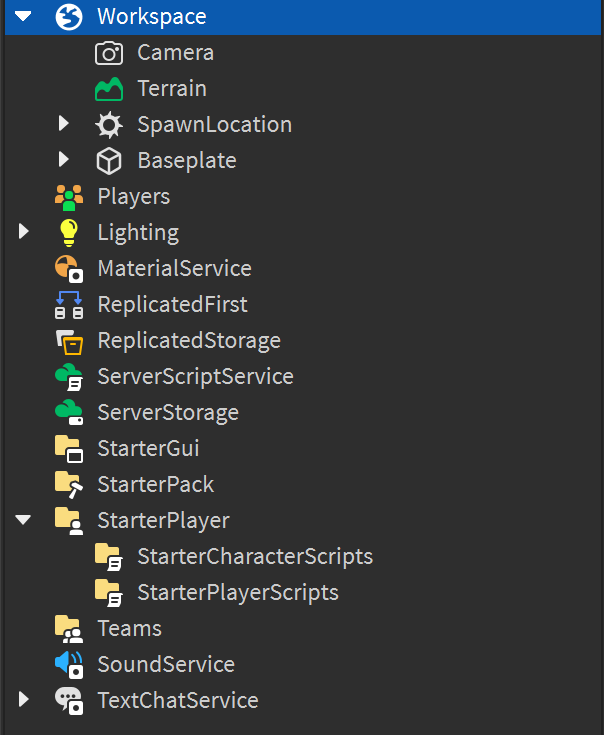 Workspace
Camera
Terrain
SpawnLocation
Baseplate
Players
Lighting
MaterialService
ReplicatedFirst
ReplicatedStorage
ServerScriptService
ServerStorage
StarterGui
StarterPack
StarterPlayer
StarterCharacterScripts
StarterPlayerScripts
Teams
SoundService
TextChatService